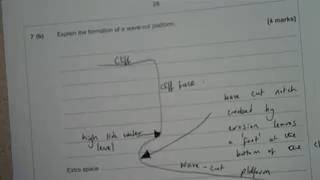 28
7 (b) Explain the formation of a wave-cut platform.
[4 marks]
Cliff
cliff face.
wave cut notch
created by
erosion leaves
a 'foot' at the
bottom of the
high tide water
level
Extra space
wave-cut platform